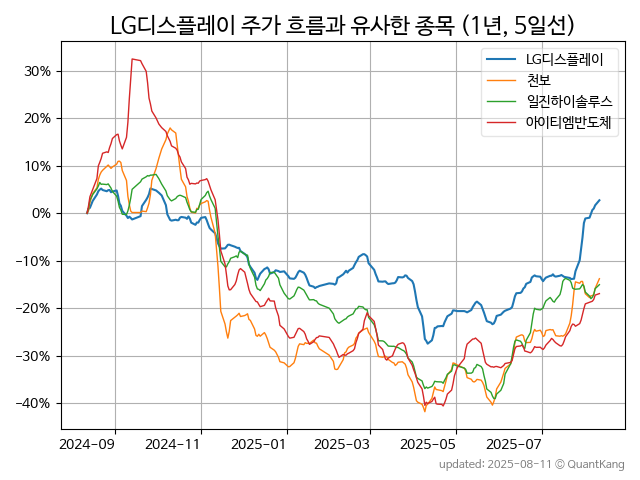 LG디스플레이 주가 흐름과 유사한 종목 (1년, 5일선)
LG디스플레이
천보
일진하이솔루스
아이티엠반도체
30%
20%
10%
0%
−10%
−20%
−30%
−40%
2024-09
2024-11
2025-01
2025-03
2025-05
2025-07
updated: 2025-08-11 © QuantKang